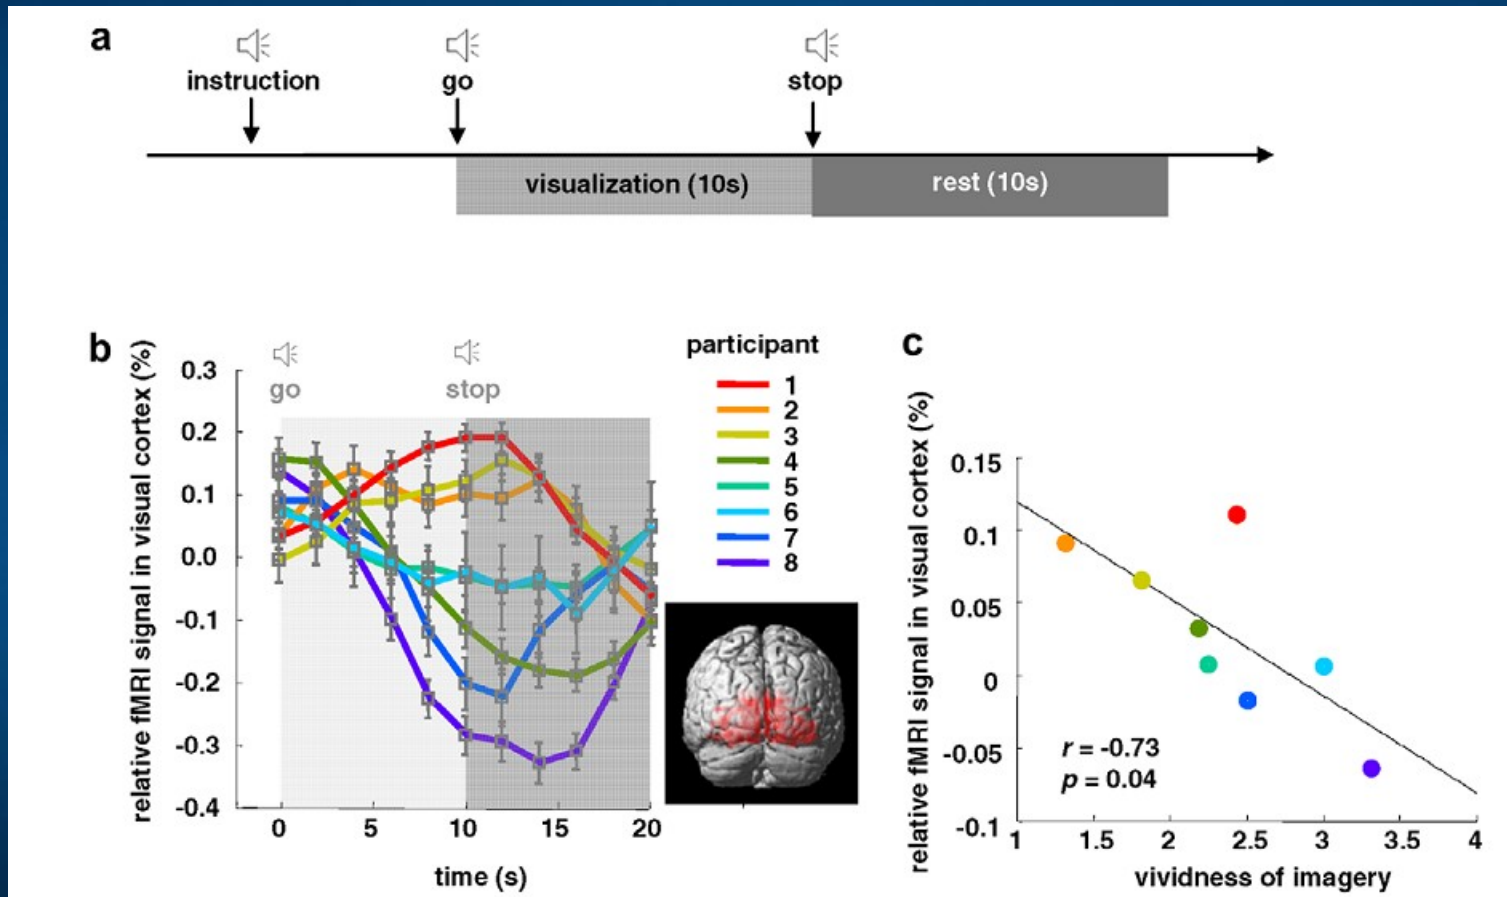 a
instruction
go
stop
visualization (10s)
rest (10s)
b
relative fMRI signal in visual cortex (%)
0.3
0.2
0.1
0.0
-0.1
-0.2
-0.3
-0.4
go
stop
0 5 10 15 20
time (s)
participant
1
2
3
4
5
6
7
8
c
relative fMRI signal in visual cortex (%)
0.15
0.1
0.05
0
-0.05
-0.1
r = -0.73
p = 0.04
1 1.5 2 2.5 3 3.5 4
vividness of imagery